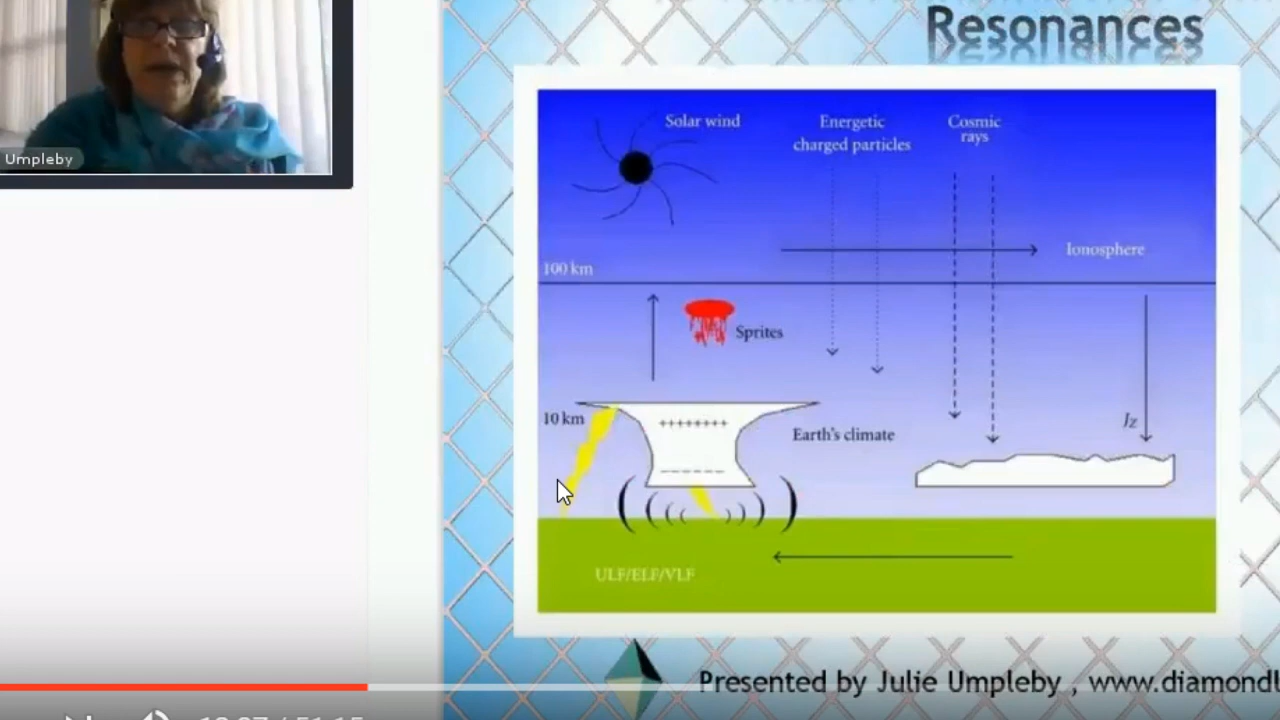 Resonances
Umpleby
Solar wind
Energetic
charged particles
Cosmic
rays
Ionosphere
100 km
Sprites
10 km
Earth's climate
Jz
++++++++
– – – – – –
ULF/ELF/VLF
Presented by Julie Umpleby , www.diamondl